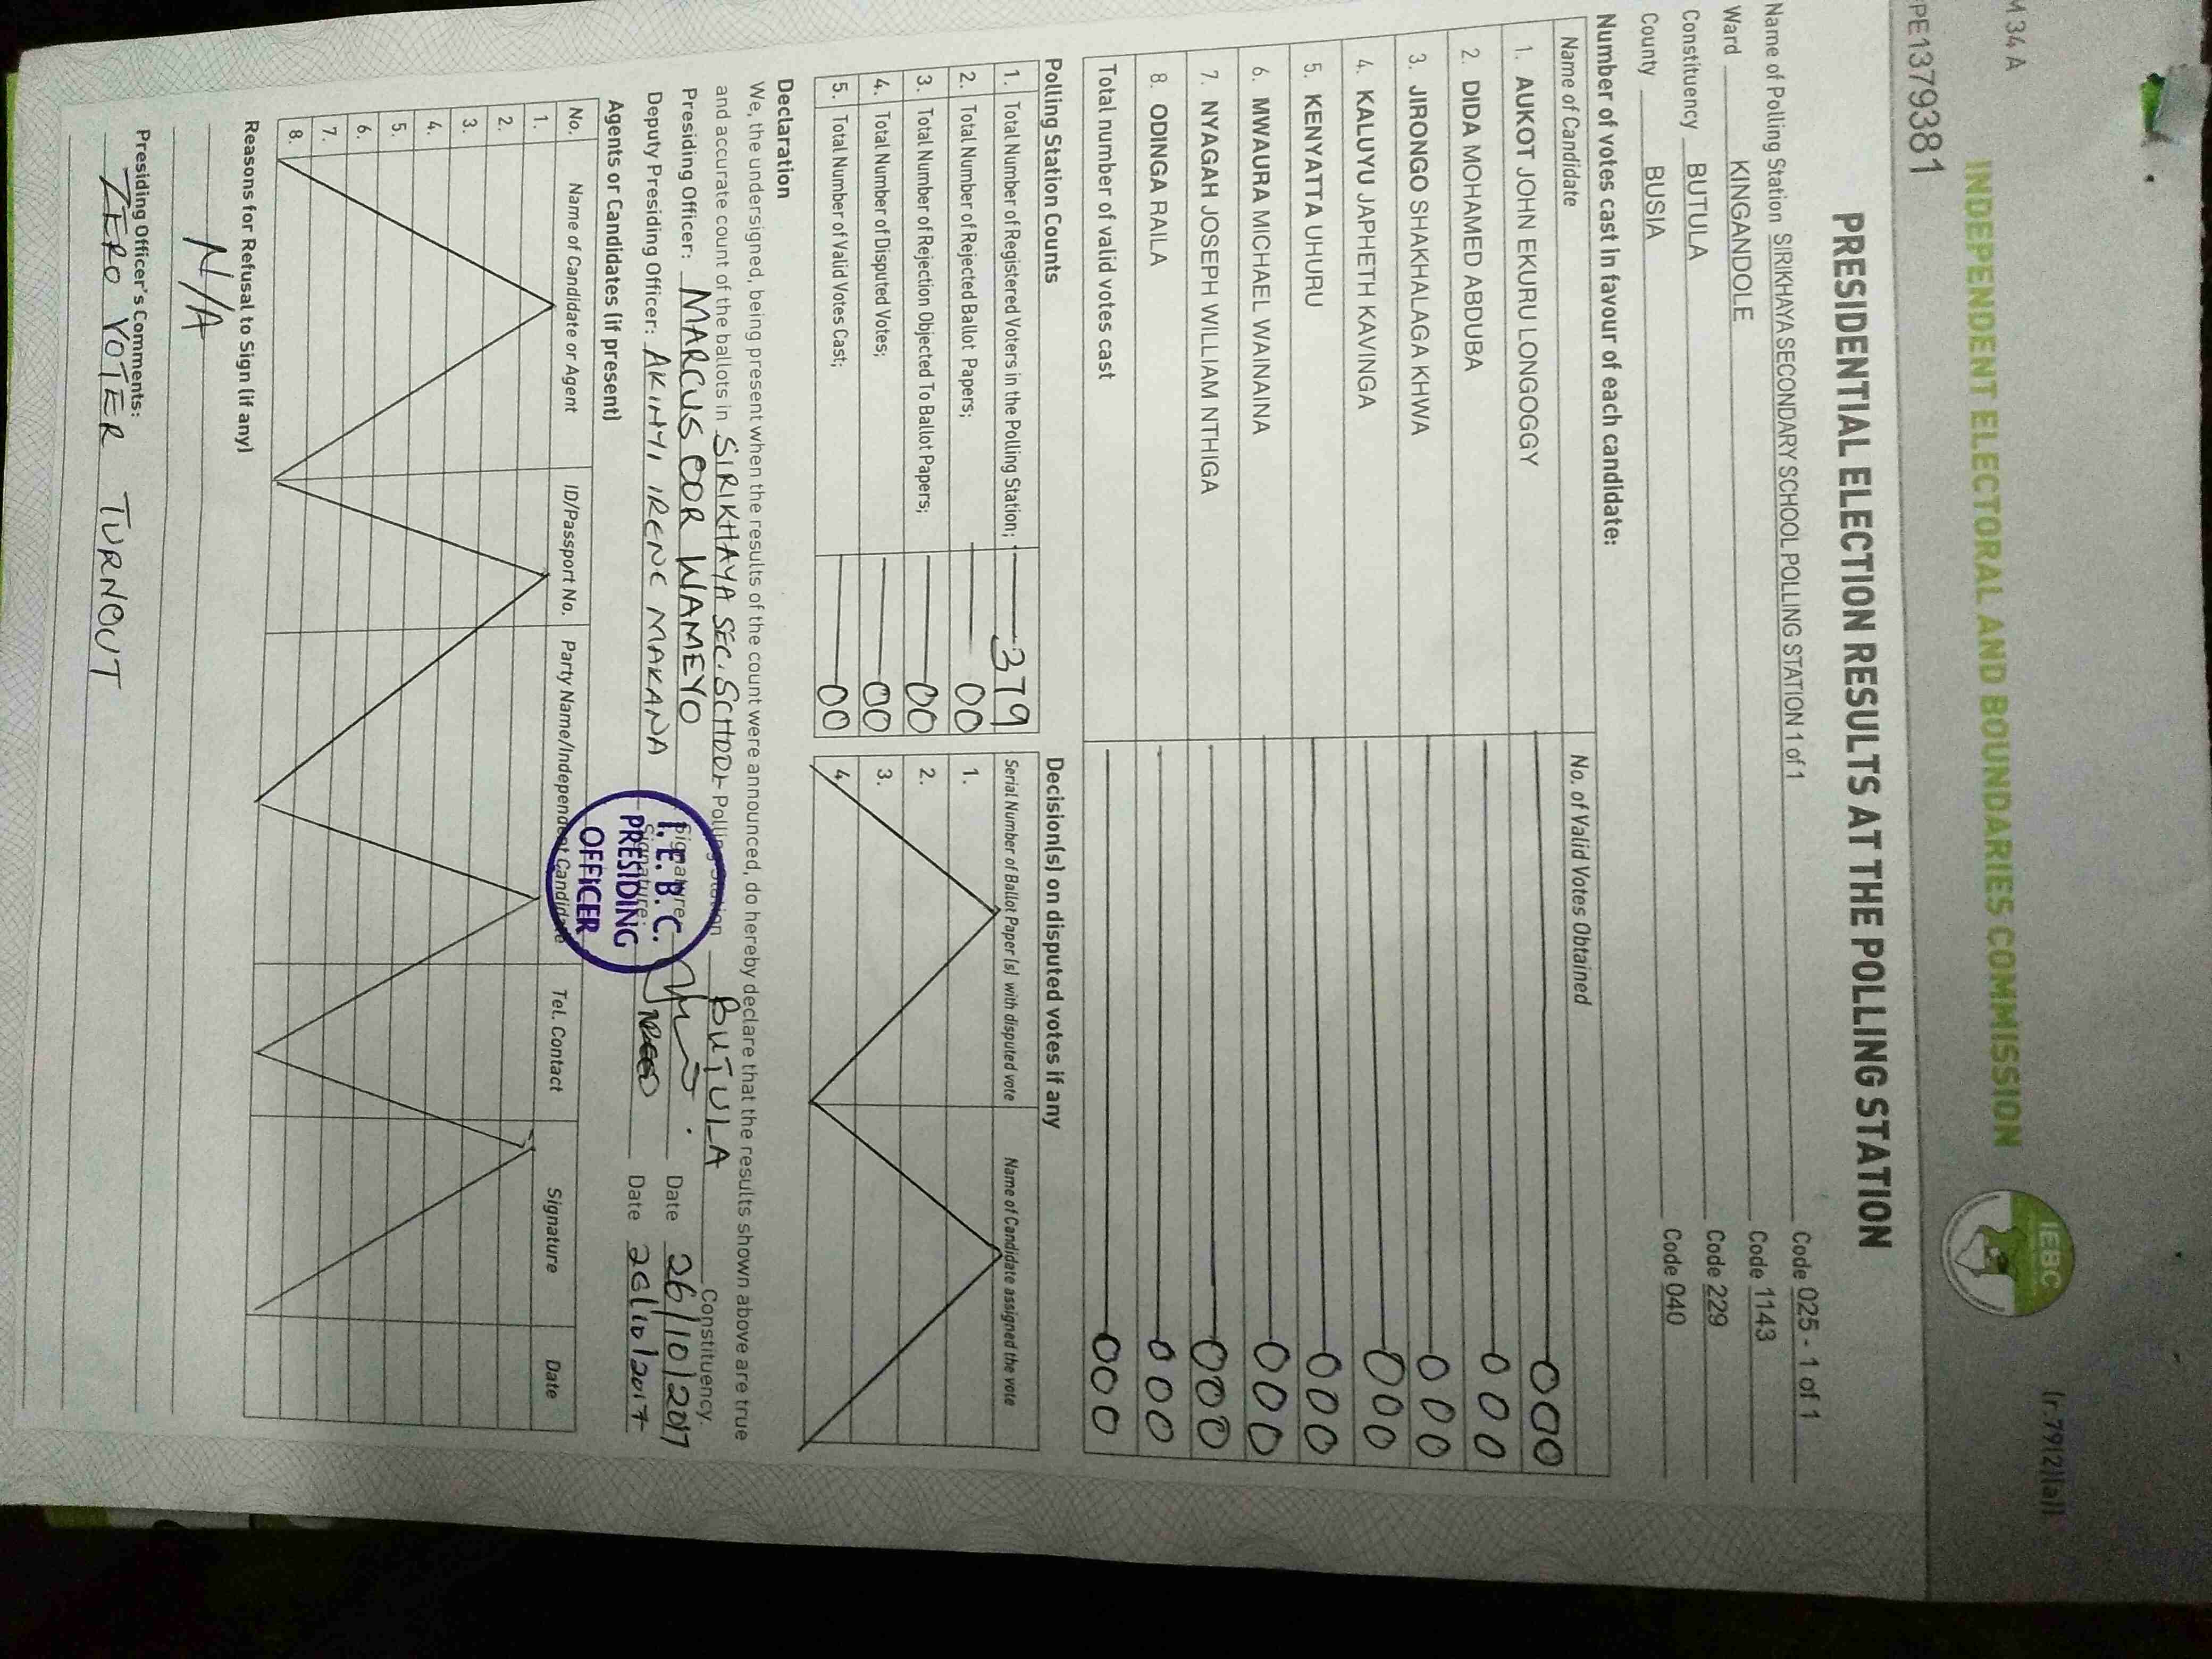 M 34 A
(r.79(2)(a))
INDEPENDENT ELECTORAL AND BOUNDARIES COMMISSION
IEBC
PE1379381
PRESIDENTIAL ELECTION RESULTS AT THE POLLING STATION
Name of Polling Station SIRIKHAYA SECONDARY SCHOOL POLLING STATION 1 of 1 Code 025 - 1 of 1
Ward KINGANDOLE Code 1143
Constituency BUTULA Code 229
County BUSIA Code 040
Number of votes cast in favour of each candidate:
Name of Candidate No. of Valid Votes Obtained
1. AUKOT JOHN EKURU LONGOGGY 000
2. DIDA MOHAMED ABDUBA 000
3. JIRONGO SHAKHALAGA KHWA 000
4. KALUYU JAPHETH KAVINGA 000
5. KENYATTA UHURU 000
6. MWAURA MICHAEL WAINAINA 000
7. NYAGAH JOSEPH WILLIAM NTHIGA 000
8. ODINGA RAILA 000
Total number of valid votes cast 000
Polling Station Counts
1. Total Number of Registered Voters in the Polling Station; 379
2. Total Number of Rejected Ballot Papers; 00
3. Total Number of Rejection Objected To Ballot Papers; 00
4. Total Number of Disputed Votes; 00
5. Total Number of Valid Votes Cast; 00
Decision(s) on disputed votes if any
Serial Number of Ballot Paper (s) with disputed vote Name of Candidate assigned the vote
1.
2.
3.
4.
Declaration
We, the undersigned, being present when the results of the count were announced, do hereby declare that the results shown above are true
and accurate count of the ballots in SIRIKHAYA SEC. SCHOOL Polling Station BUTULA Constituency.
Presiding Officer: MARCUS ODR WAMEYO Signature: Date 26/10/2017
Deputy Presiding Officer: AKINYI IRENE MAKANA Signature: Date 26/10/2017
I.E.B.C.
PRESIDING
OFFICER
Agents or Candidates (if present)
No. Name of Candidate or Agent ID/Passport No. Party Name/Independent Candidate Tel. Contact Signature Date
1.
2.
3.
4.
5.
6.
7.
8.
Reasons for Refusal to Sign (if any)
N/A
Presiding Officer's Comments:
ZERO VOTER TURNOUT